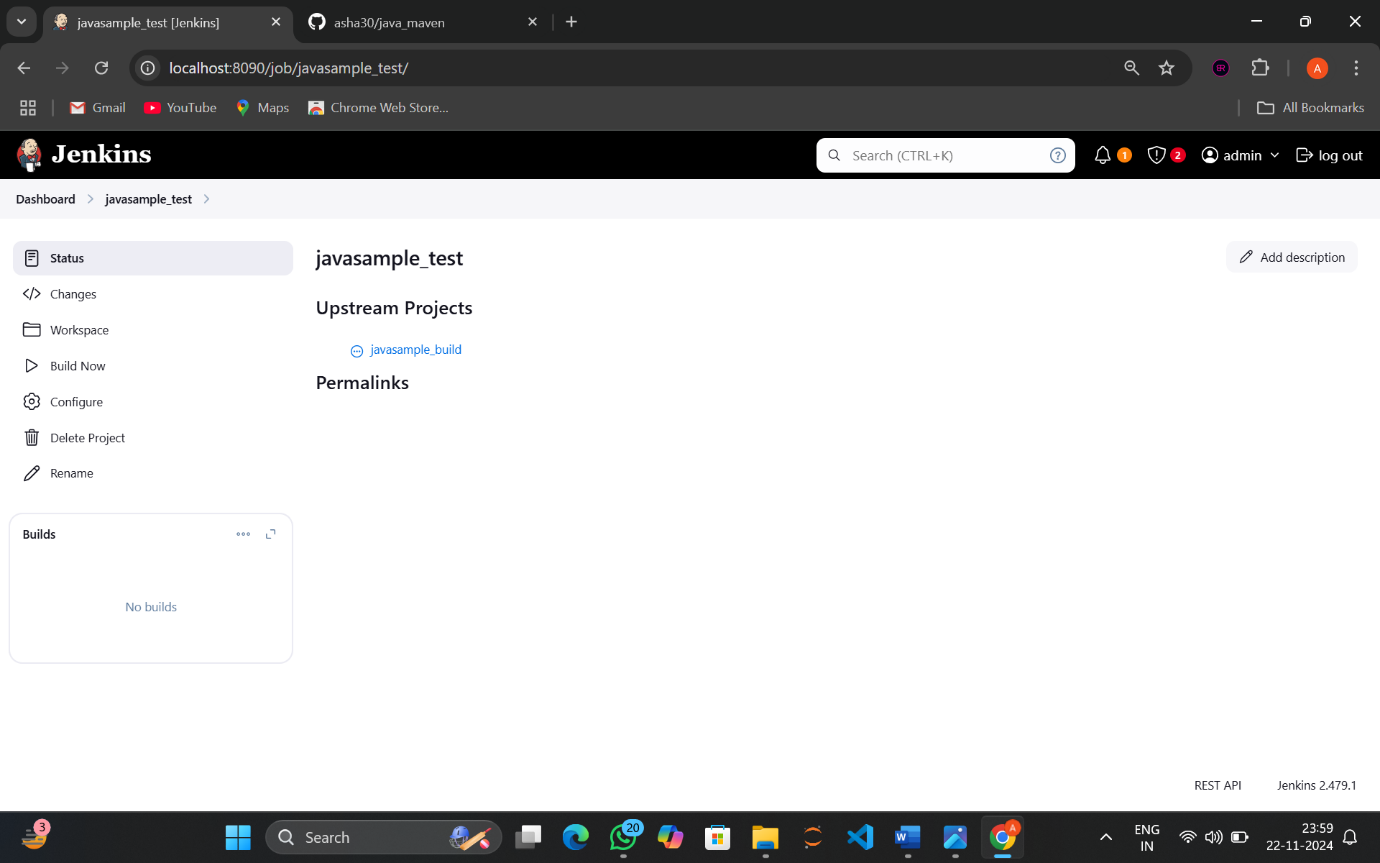 javasample_test [Jenkins]
asha30/java_maven
localhost:8090/job/javasample_test/
A
Gmail
YouTube
Maps
Chrome Web Store...
All Bookmarks
Jenkins
Search (CTRL+K)
?
1
2
admin
log out
Dashboard
javasample_test
Status
Changes
Workspace
Build Now
Configure
Delete Project
Rename
Builds
No builds
javasample_test
Add description
Upstream Projects
javasample_build
Permalinks
REST API
Jenkins 2.479.1
3
Search
20
W
A
ENG
IN
23:59
22-11-2024